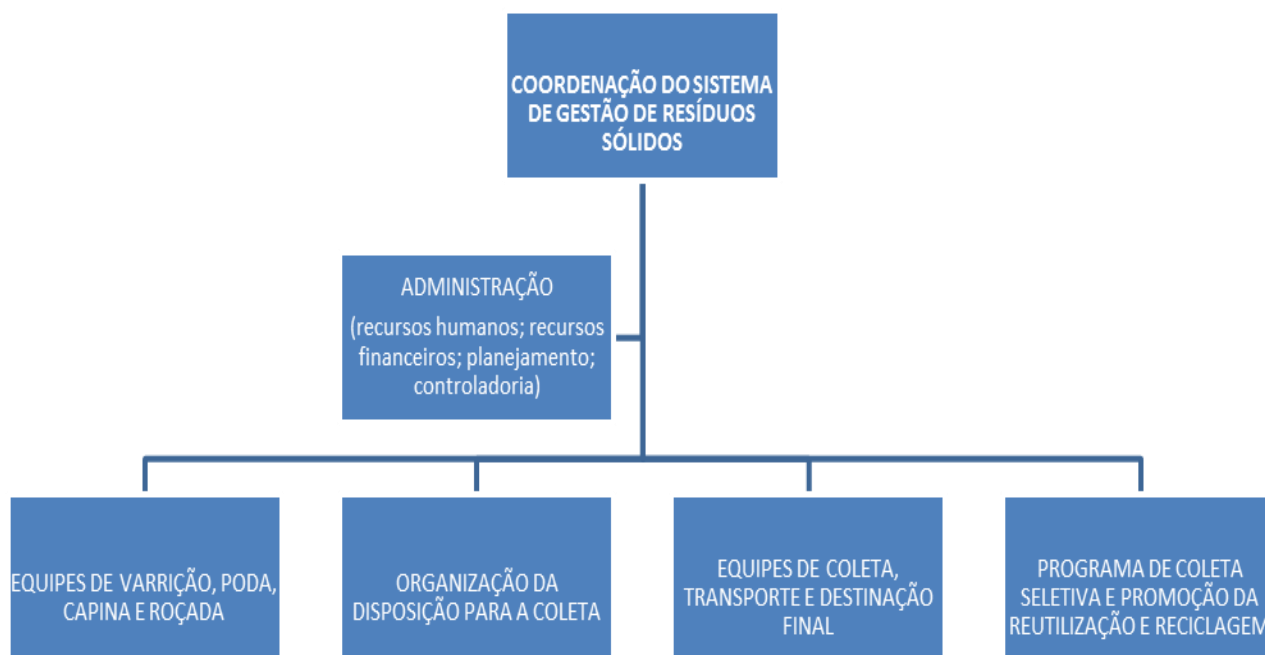 COORDENAÇÃO DO SISTEMA
DE GESTÃO DE RESÍDUOS
SÓLIDOS
ADMINISTRAÇÃO
(recursos humanos; recursos
financeiros; planejamento;
controladoria)
EQUIPES DE VARRIÇÃO, PODA,
CAPINA E ROÇADA
ORGANIZAÇÃO DA
DISPOSIÇÃO PARA A COLETA
EQUIPES DE COLETA,
TRANSPORTE E DESTINAÇÃO
FINAL
PROGRAMA DE COLETA
SELETIVA E PROMOÇÃO DA
REUTILIZAÇÃO E RECICLAGEM